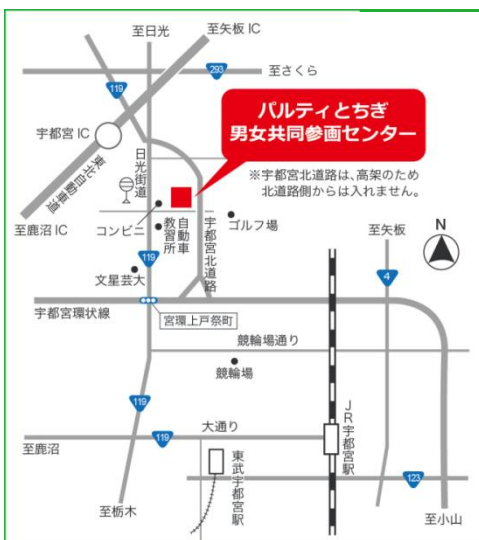 至日光
至矢板 IC
293
至さくら
119
宇都宮 IC
パルティとちぎ
男女共同参画センター
日光街道
東北自動車道
※宇都宮北道路は、高架のため
北道路側からは入れません。
至鹿沼 IC
コンビニ
自動車
教習所
宇都宮北道路
ゴルフ場
至矢板
N
119
文星芸大
4
宇都宮環状線
宮環上戸祭町
競輪場通り
競輪場
119
大通り
JR宇都宮駅
至鹿沼
119
東武宇都宮駅
123
至栃木
至小山